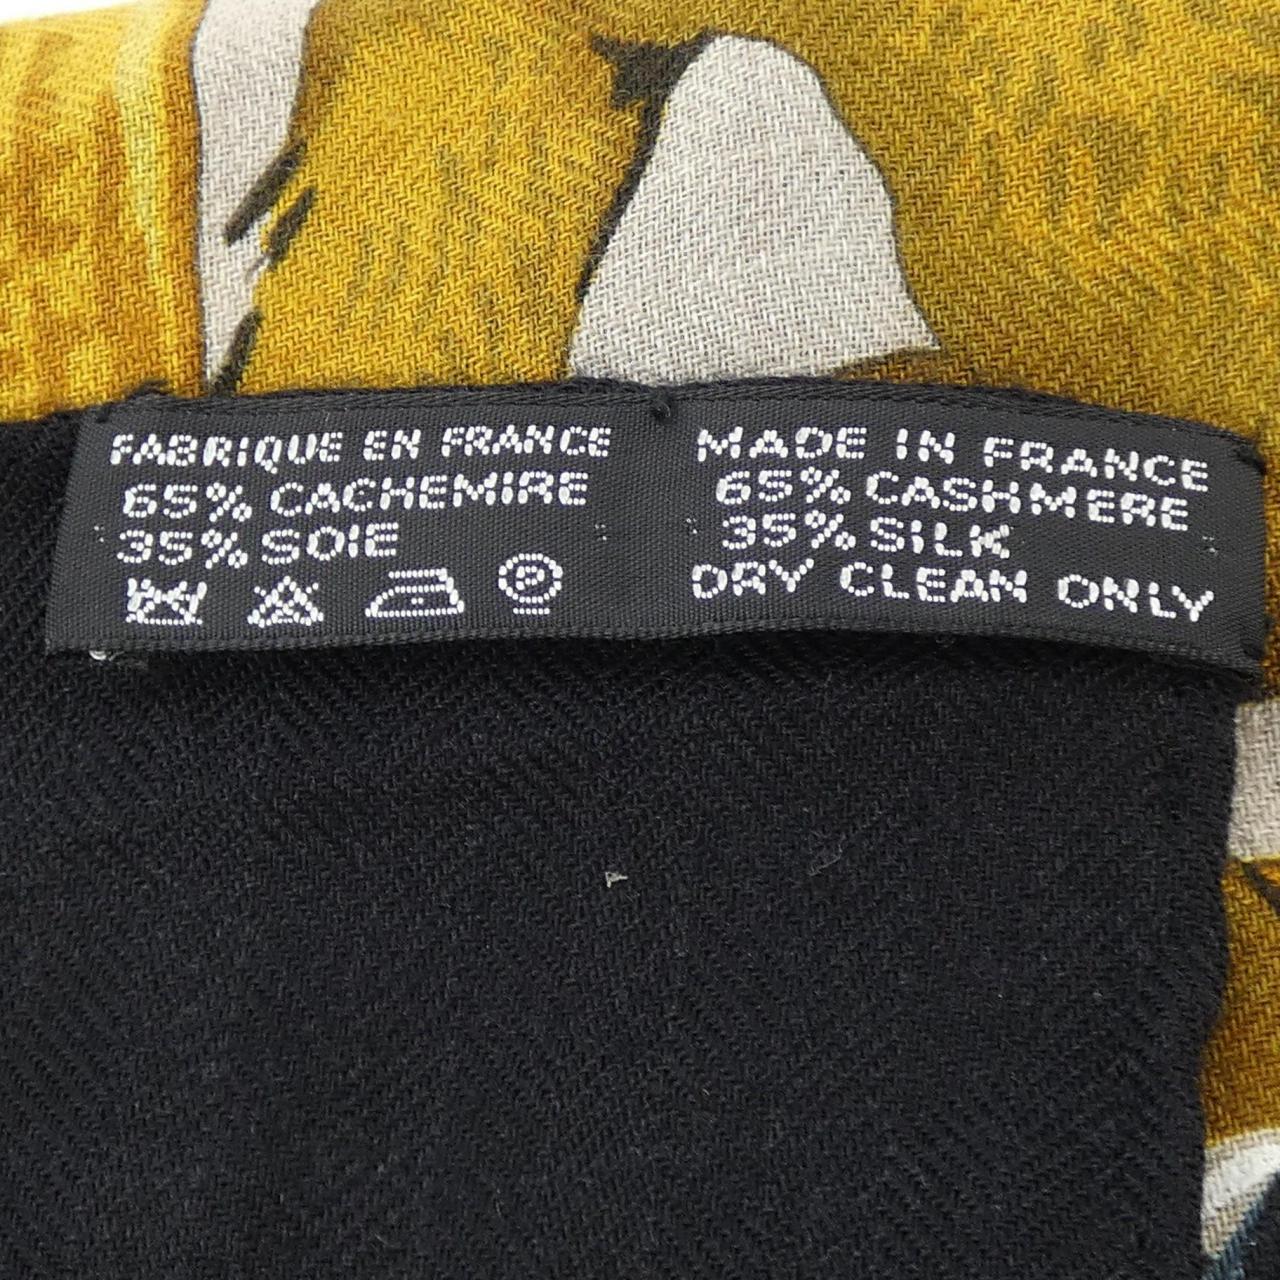 FABRIQUE EN FRANCE
65% CACHEMIRE
35% SOIE
P
MADE IN FRANCE
65% CASHMERE
35% SILK
DRY CLEAN ONLY